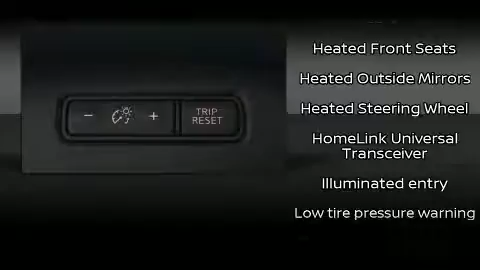 Heated Front Seats
Heated Outside Mirrors
Heated Steering Wheel
HomeLink Universal
Transceiver
Illuminated entry
Low tire pressure warning
− +
TRIP
RESET